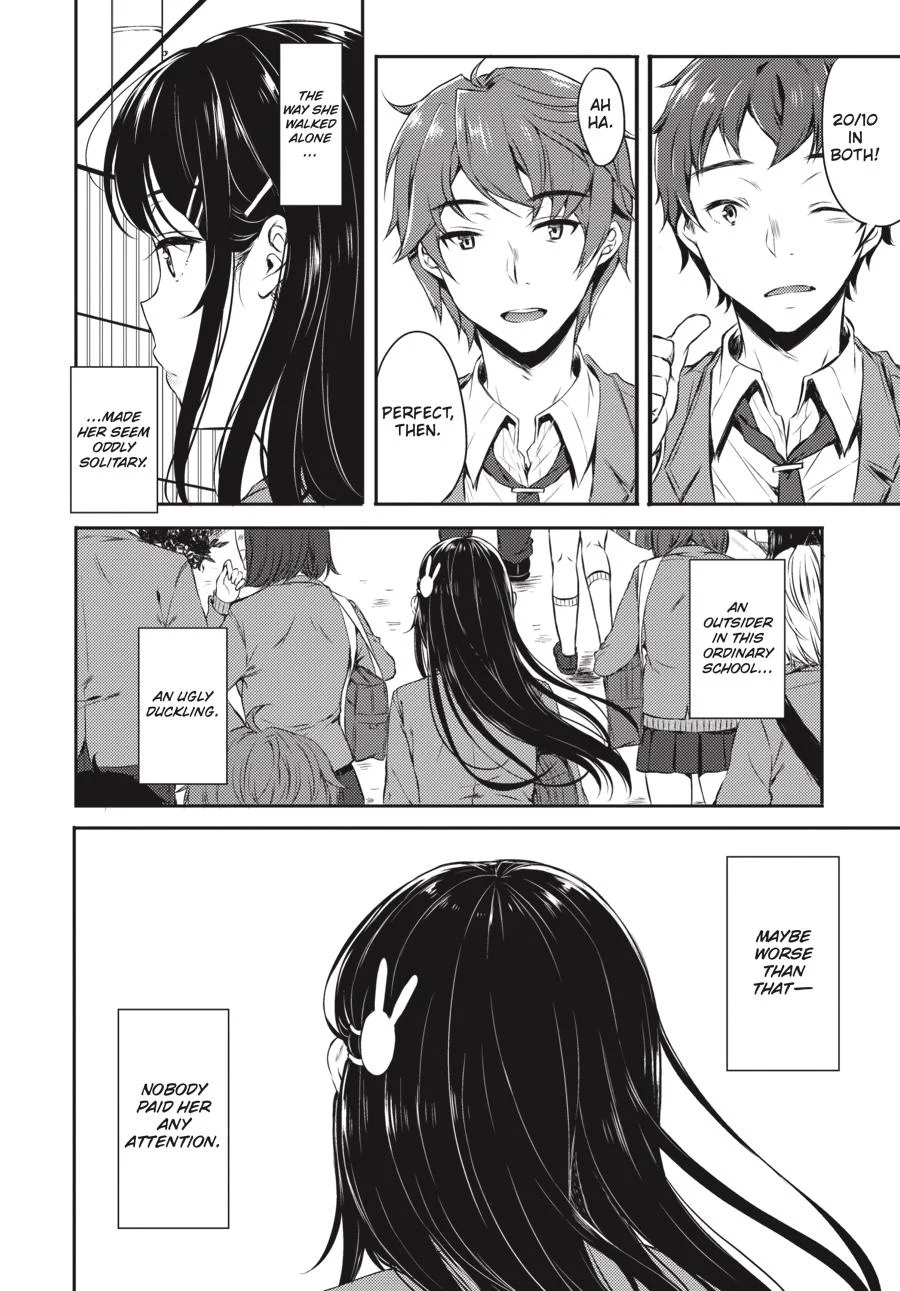 20/10
IN
BOTH!
AH
HA.
PERFECT,
THEN.
THE
WAY SHE
WALKED
ALONE
...
...MADE
HER SEEM
ODDLY
SOLITARY.
AN
OUTSIDER
IN THIS
ORDINARY
SCHOOL...
AN UGLY
DUCKLING.
MAYBE
WORSE
THAN
THAT—
NOBODY
PAID HER
ANY
ATTENTION.